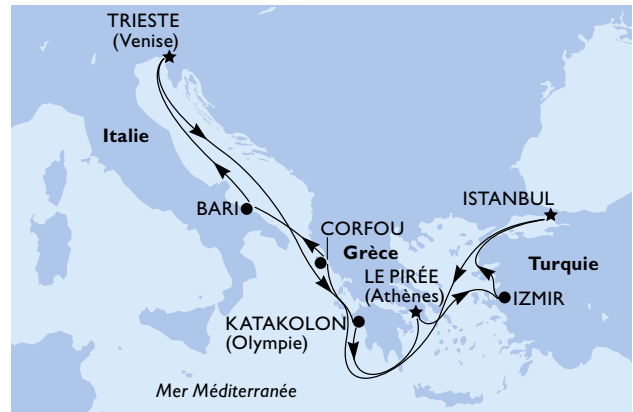 TRIESTE
(Venise)
Italie
BARI
ISTANBUL
CORFOU
Grèce
LE PIRÉE
(Athènes)
Turquie
IZMIR
KATAKOLON
(Olympie)
Mer Méditerranée